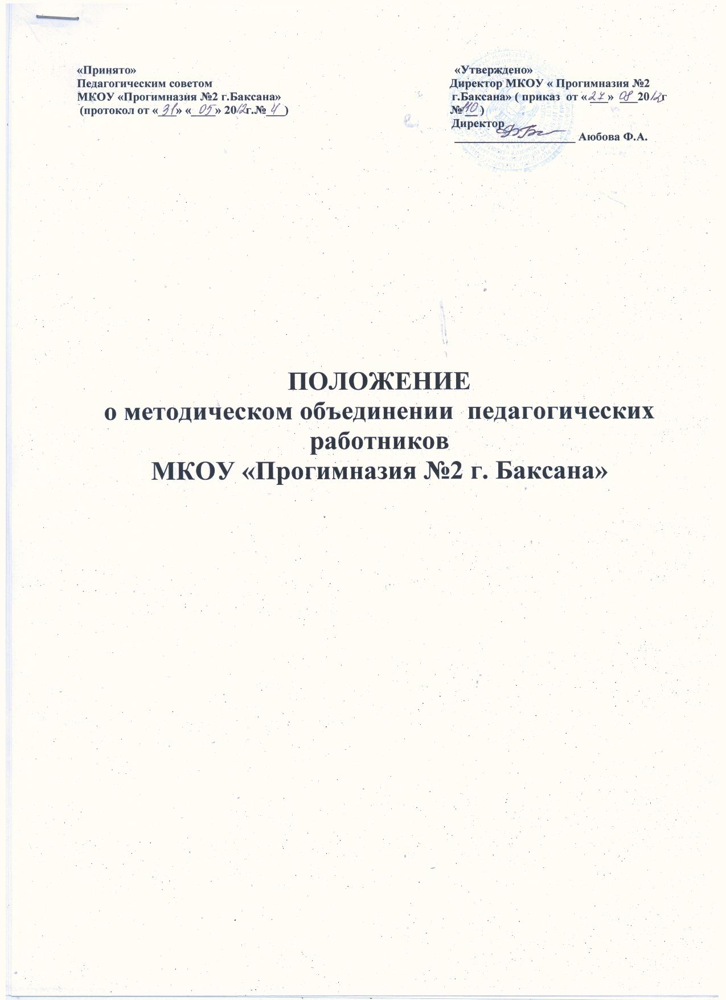 «Принято»
Педагогическим советом
МКОУ «Прогимназия №2 г.Баксана»
(протокол от «31» «05» 2012г.№ 4)
«Утверждено»
Директор МКОУ « Прогимназия №2
г.Баксана» ( приказ от «27» 08 2012г
№110 )
Директор
Аюбова Ф.А.
ПОЛОЖЕНИЕ
о методическом объединении педагогических
работников
МКОУ «Прогимназия №2 г. Баксана»